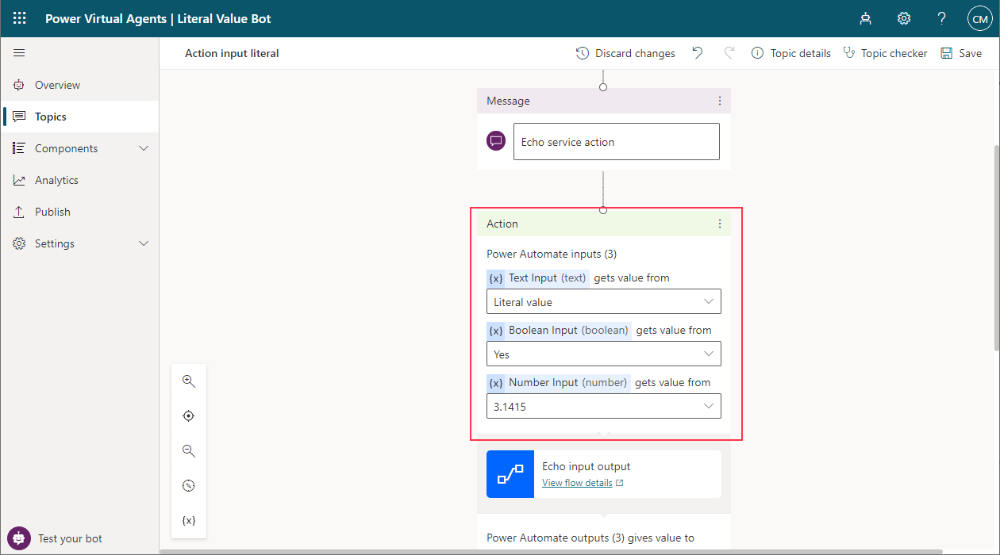 Power Virtual Agents | Literal Value Bot
? CM
Action input literal
Discard changes
Topic details
Topic checker
Save
Overview
Topics
Components
Analytics
Publish
Settings
Message
Echo service action
Action
Power Automate inputs (3)
{x} Text Input (text) gets value from
Literal value
{x} Boolean Input (boolean) gets value from
Yes
{x} Number Input (number) gets value from
3.1415
Echo input output
View flow details
{x}
Test your bot
Power Automate outputs (3) gives value to